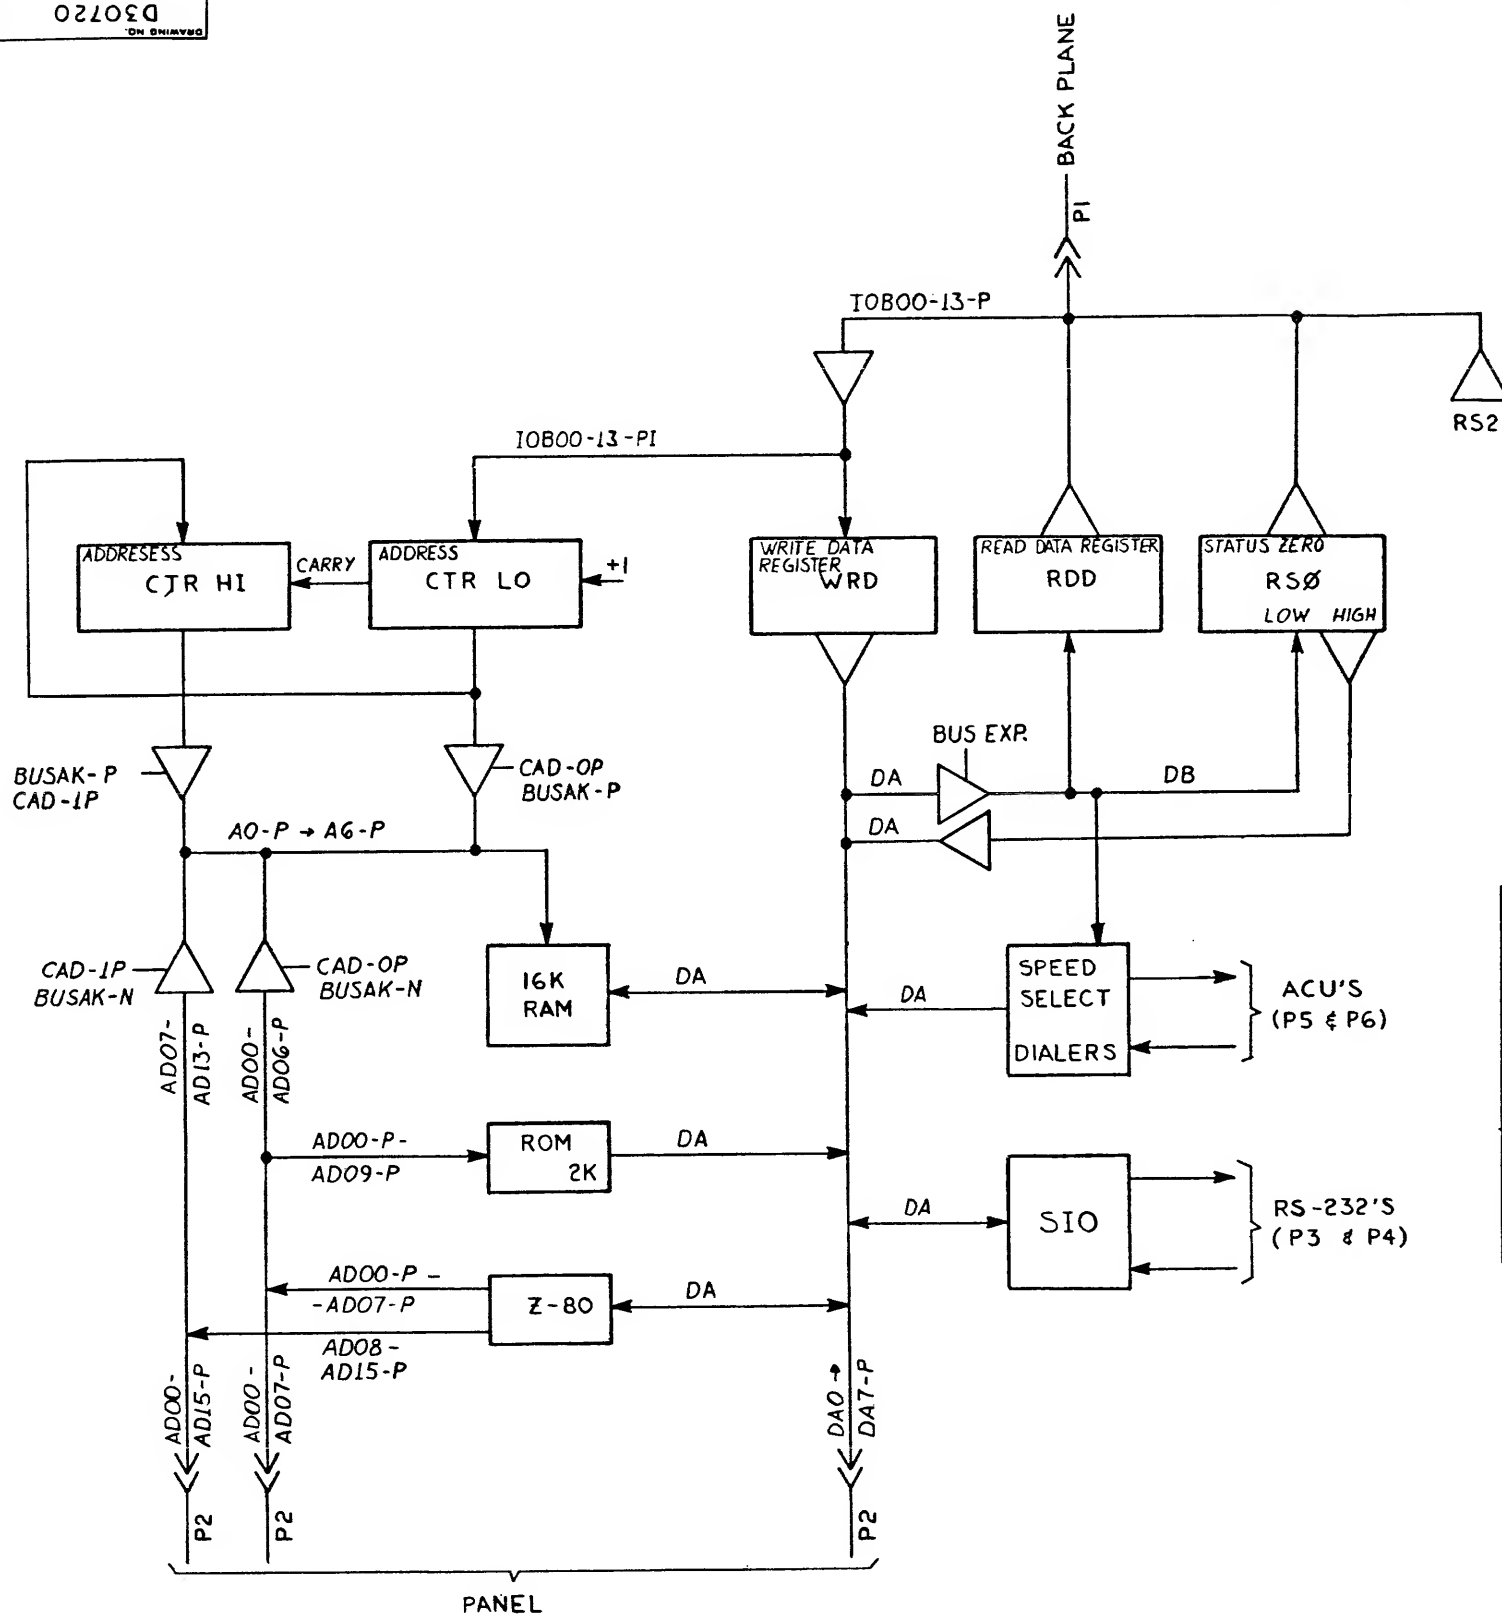 DRAWING NO.
D30720
BACK PLANE
P1
IOB00-13-P
RS2
IOB00-13-PI
ADDRESESS
CTR HI
CARRY
ADDRESS
CTR LO
+1
WRITE DATA
REGISTER
WRD
READ DATA REGISTER
RDD
STATUS ZERO
RSØ
LOW HIGH
BUSAK-P
CAD-1P
CAD-0P
BUSAK-P
BUS EXP.
DA
DB
DA
A0-P → A6-P
CAD-1P
BUSAK-N
CAD-0P
BUSAK-N
16K
RAM
DA
DA
SPEED
SELECT
DIALERS
ACU'S
(P5 & P6)
AD07-
AD13-P
AD00-
AD06-P
AD00-P-
AD09-P
ROM
2K
DA
DA
SIO
RS-232'S
(P3 & P4)
AD00-P-
-AD07-P
Z-80
DA
AD08-
AD15-P
AD00-
AD15-P
AD00-
AD07-P
DA0→
DA7-P
P2
P2
P2
PANEL